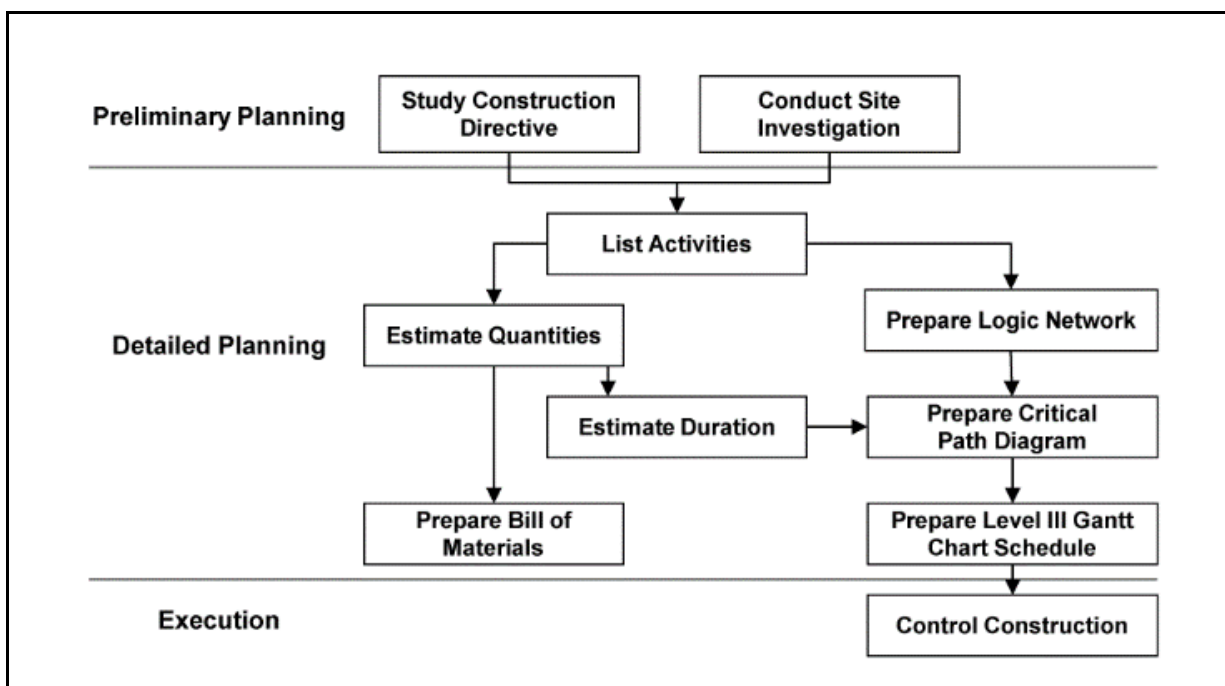 Preliminary Planning
Study Construction
Directive
Conduct Site
Investigation
List Activities
Detailed Planning
Estimate Quantities
Prepare Logic Network
Estimate Duration
Prepare Critical
Path Diagram
Prepare Bill of
Materials
Prepare Level III Gantt
Chart Schedule
Execution
Control Construction